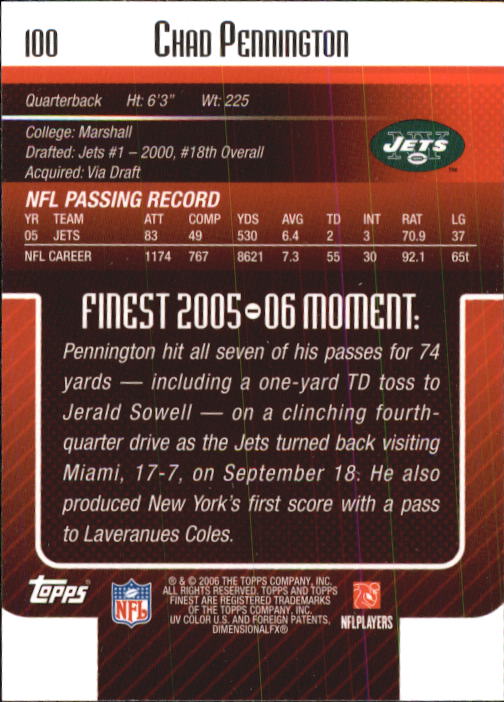 100 CHAD PENNINGTON
Quarterback Ht: 6'3" Wt: 225
College: Marshall
Drafted: Jets #1 – 2000, #18th Overall
Acquired: Via Draft
NY JETS ™
NFL PASSING RECORD
YR TEAM ATT COMP YDS AVG TD INT RAT LG
05 JETS 83 49 530 6.4 2 3 70.9 37
NFL CAREER 1174 767 8621 7.3 55 30 92.1 65t
FINEST 2005-06 MOMENT:
Pennington hit all seven of his passes for 74
yards — including a one-yard TD toss to
Jerald Sowell — on a clinching fourth-
quarter drive as the Jets turned back visiting
Miami, 17-7, on September 18. He also
produced New York's first score with a pass
to Laveranues Coles.
Topps®
NFL
® & © 2006 THE TOPPS COMPANY, INC.
ALL RIGHTS RESERVED. TOPPS AND TOPPS
FINEST ARE REGISTERED TRADEMARKS
OF THE TOPPS COMPANY, INC.
UV COLOR U.S. AND FOREIGN PATENTS,
DIMENSIONALFX®
NFLPLAYERS